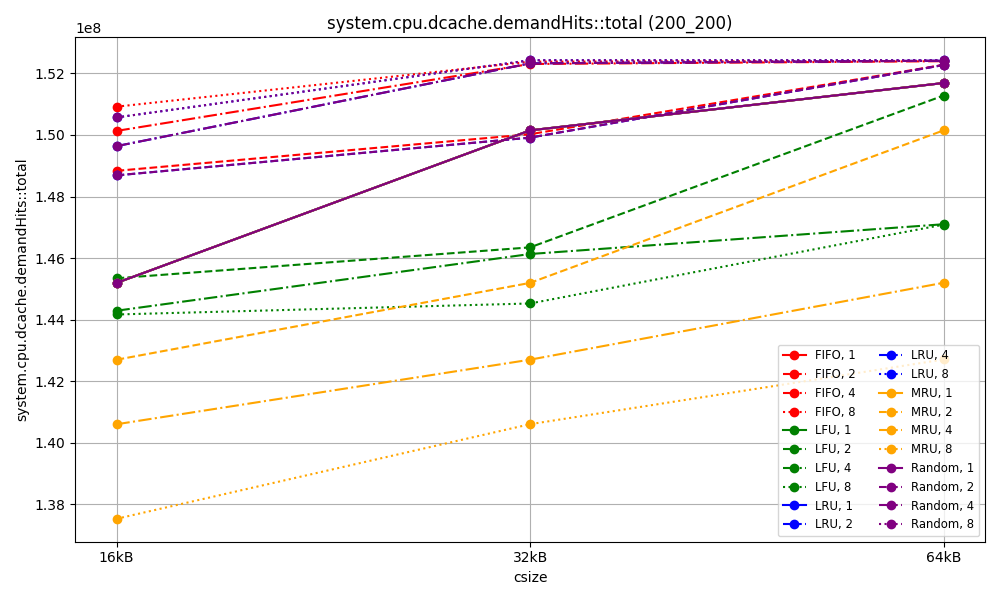 system.cpu.dcache.demandHits::total (200_200)
1e8
1.52
1.50
1.48
1.46
1.44
1.42
1.40
1.38
system.cpu.dcache.demandHits::total
16kB
32kB
64kB
csize
FIFO, 1
FIFO, 2
FIFO, 4
FIFO, 8
LFU, 1
LFU, 2
LFU, 4
LFU, 8
LRU, 1
LRU, 2
LRU, 4
LRU, 8
MRU, 1
MRU, 2
MRU, 4
MRU, 8
Random, 1
Random, 2
Random, 4
Random, 8